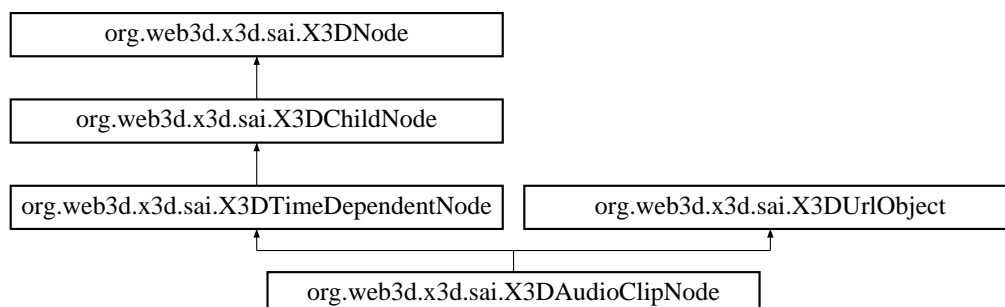 org.web3d.x3d.sai.X3DNode
org.web3d.x3d.sai.X3DChildNode
org.web3d.x3d.sai.X3DTimeDependentNode
org.web3d.x3d.sai.X3DUrlObject
org.web3d.x3d.sai.X3DAudioClipNode